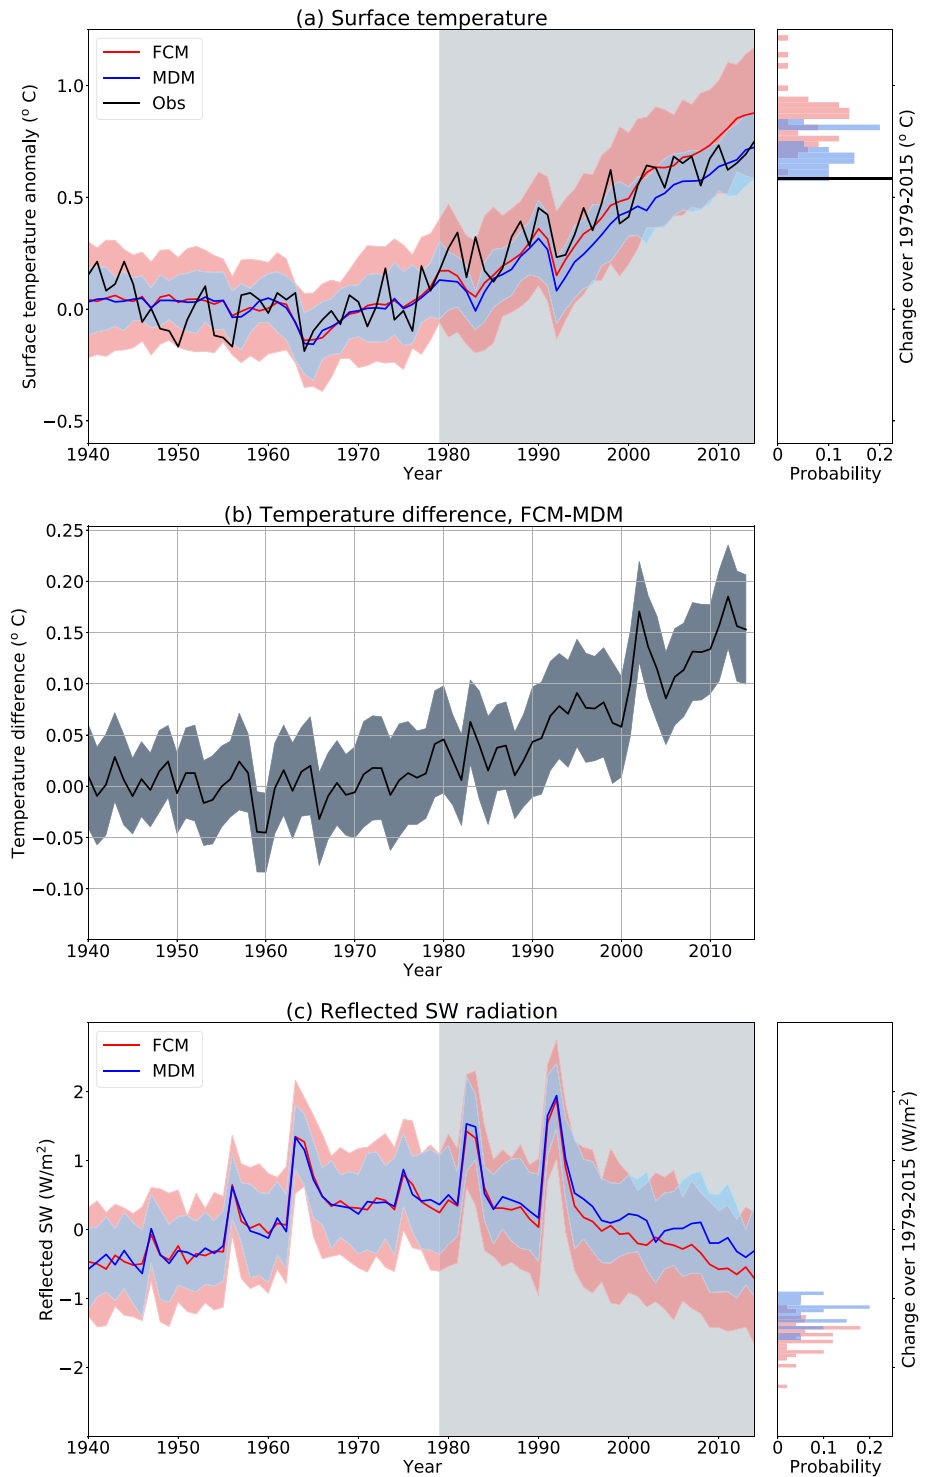 (a) Surface temperature
FCM
MDM
Obs
Surface temperature anomaly (° C)
1.0
0.5
0.0
−0.5
1940 1950 1960 1970 1980 1990 2000 2010
Year
0 0.1 0.2
Probability
Change over 1979-2015 (° C)
(b) Temperature difference, FCM-MDM
Temperature difference (° C)
0.25
0.20
0.15
0.10
0.05
0.00
−0.05
−0.10
1940 1950 1960 1970 1980 1990 2000 2010
Year
(c) Reflected SW radiation
FCM
MDM
Reflected SW (W/m²)
2
1
0
−1
−2
1940 1950 1960 1970 1980 1990 2000 2010
Year
0 0.1 0.2
Probability
Change over 1979-2015 (W/m²)